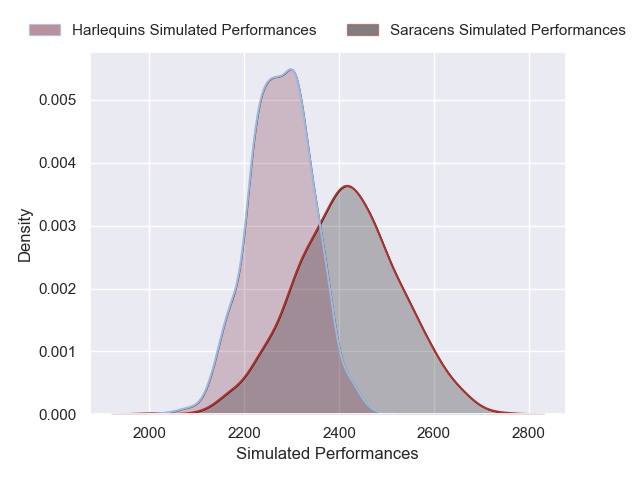 Harlequins Simulated Performances Saracens Simulated Performances
0.005
0.004
0.003
0.002
0.001
0.000
Density
2000 2200 2400 2600 2800
Simulated Performances